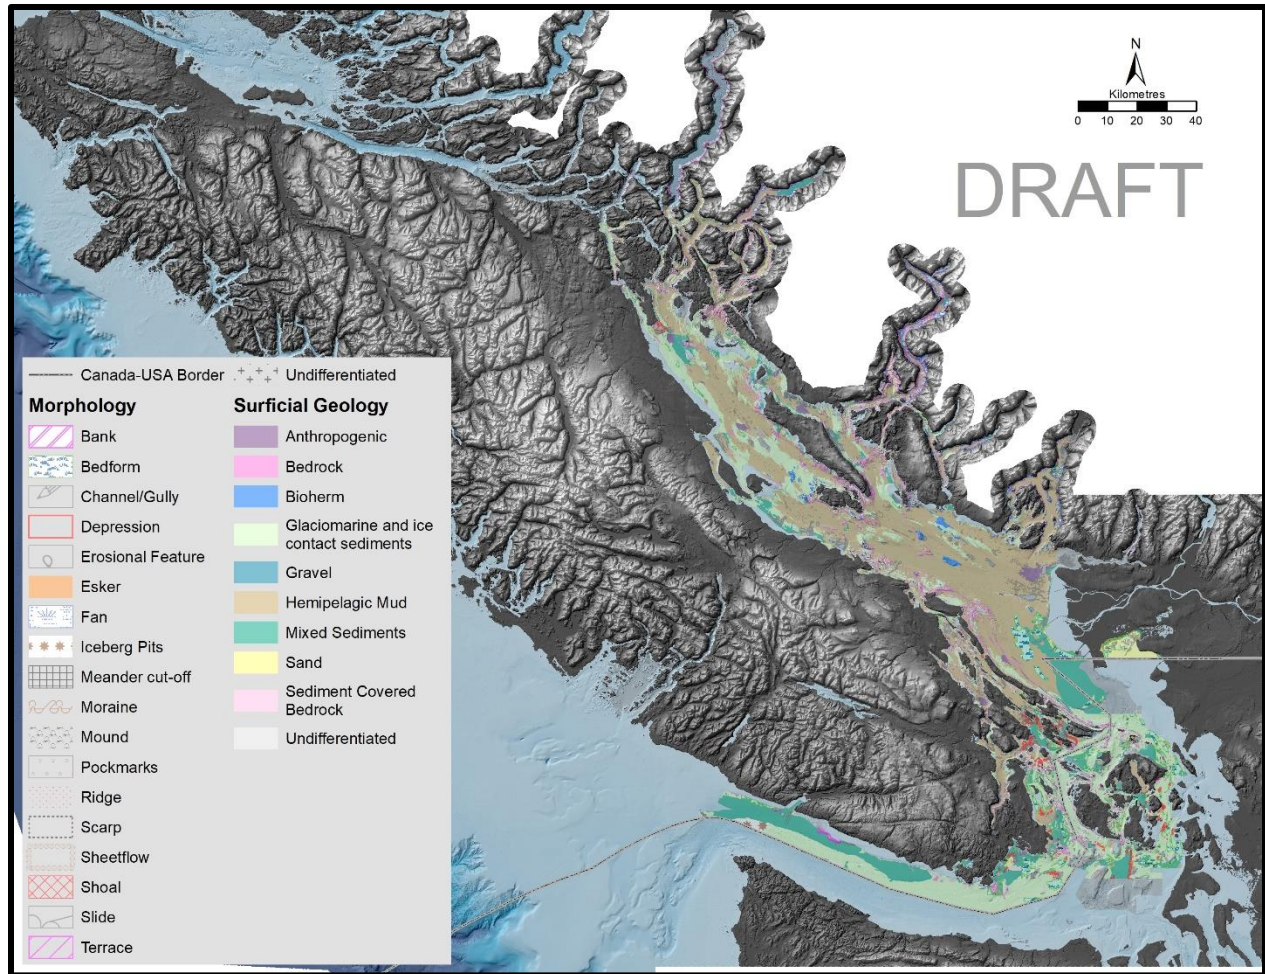 N
Kilometres
0 10 20 30 40
DRAFT
Canada-USA Border
Morphology
Bank
Bedform
Channel/Gully
Depression
Erosional Feature
Esker
Fan
Iceberg Pits
Meander cut-off
Moraine
Mound
Pockmarks
Ridge
Scarp
Sheetflow
Shoal
Slide
Terrace
Undifferentiated
Surficial Geology
Anthropogenic
Bedrock
Bioherm
Glaciomarine and ice
contact sediments
Gravel
Hemipelagic Mud
Mixed Sediments
Sand
Sediment Covered
Bedrock
Undifferentiated